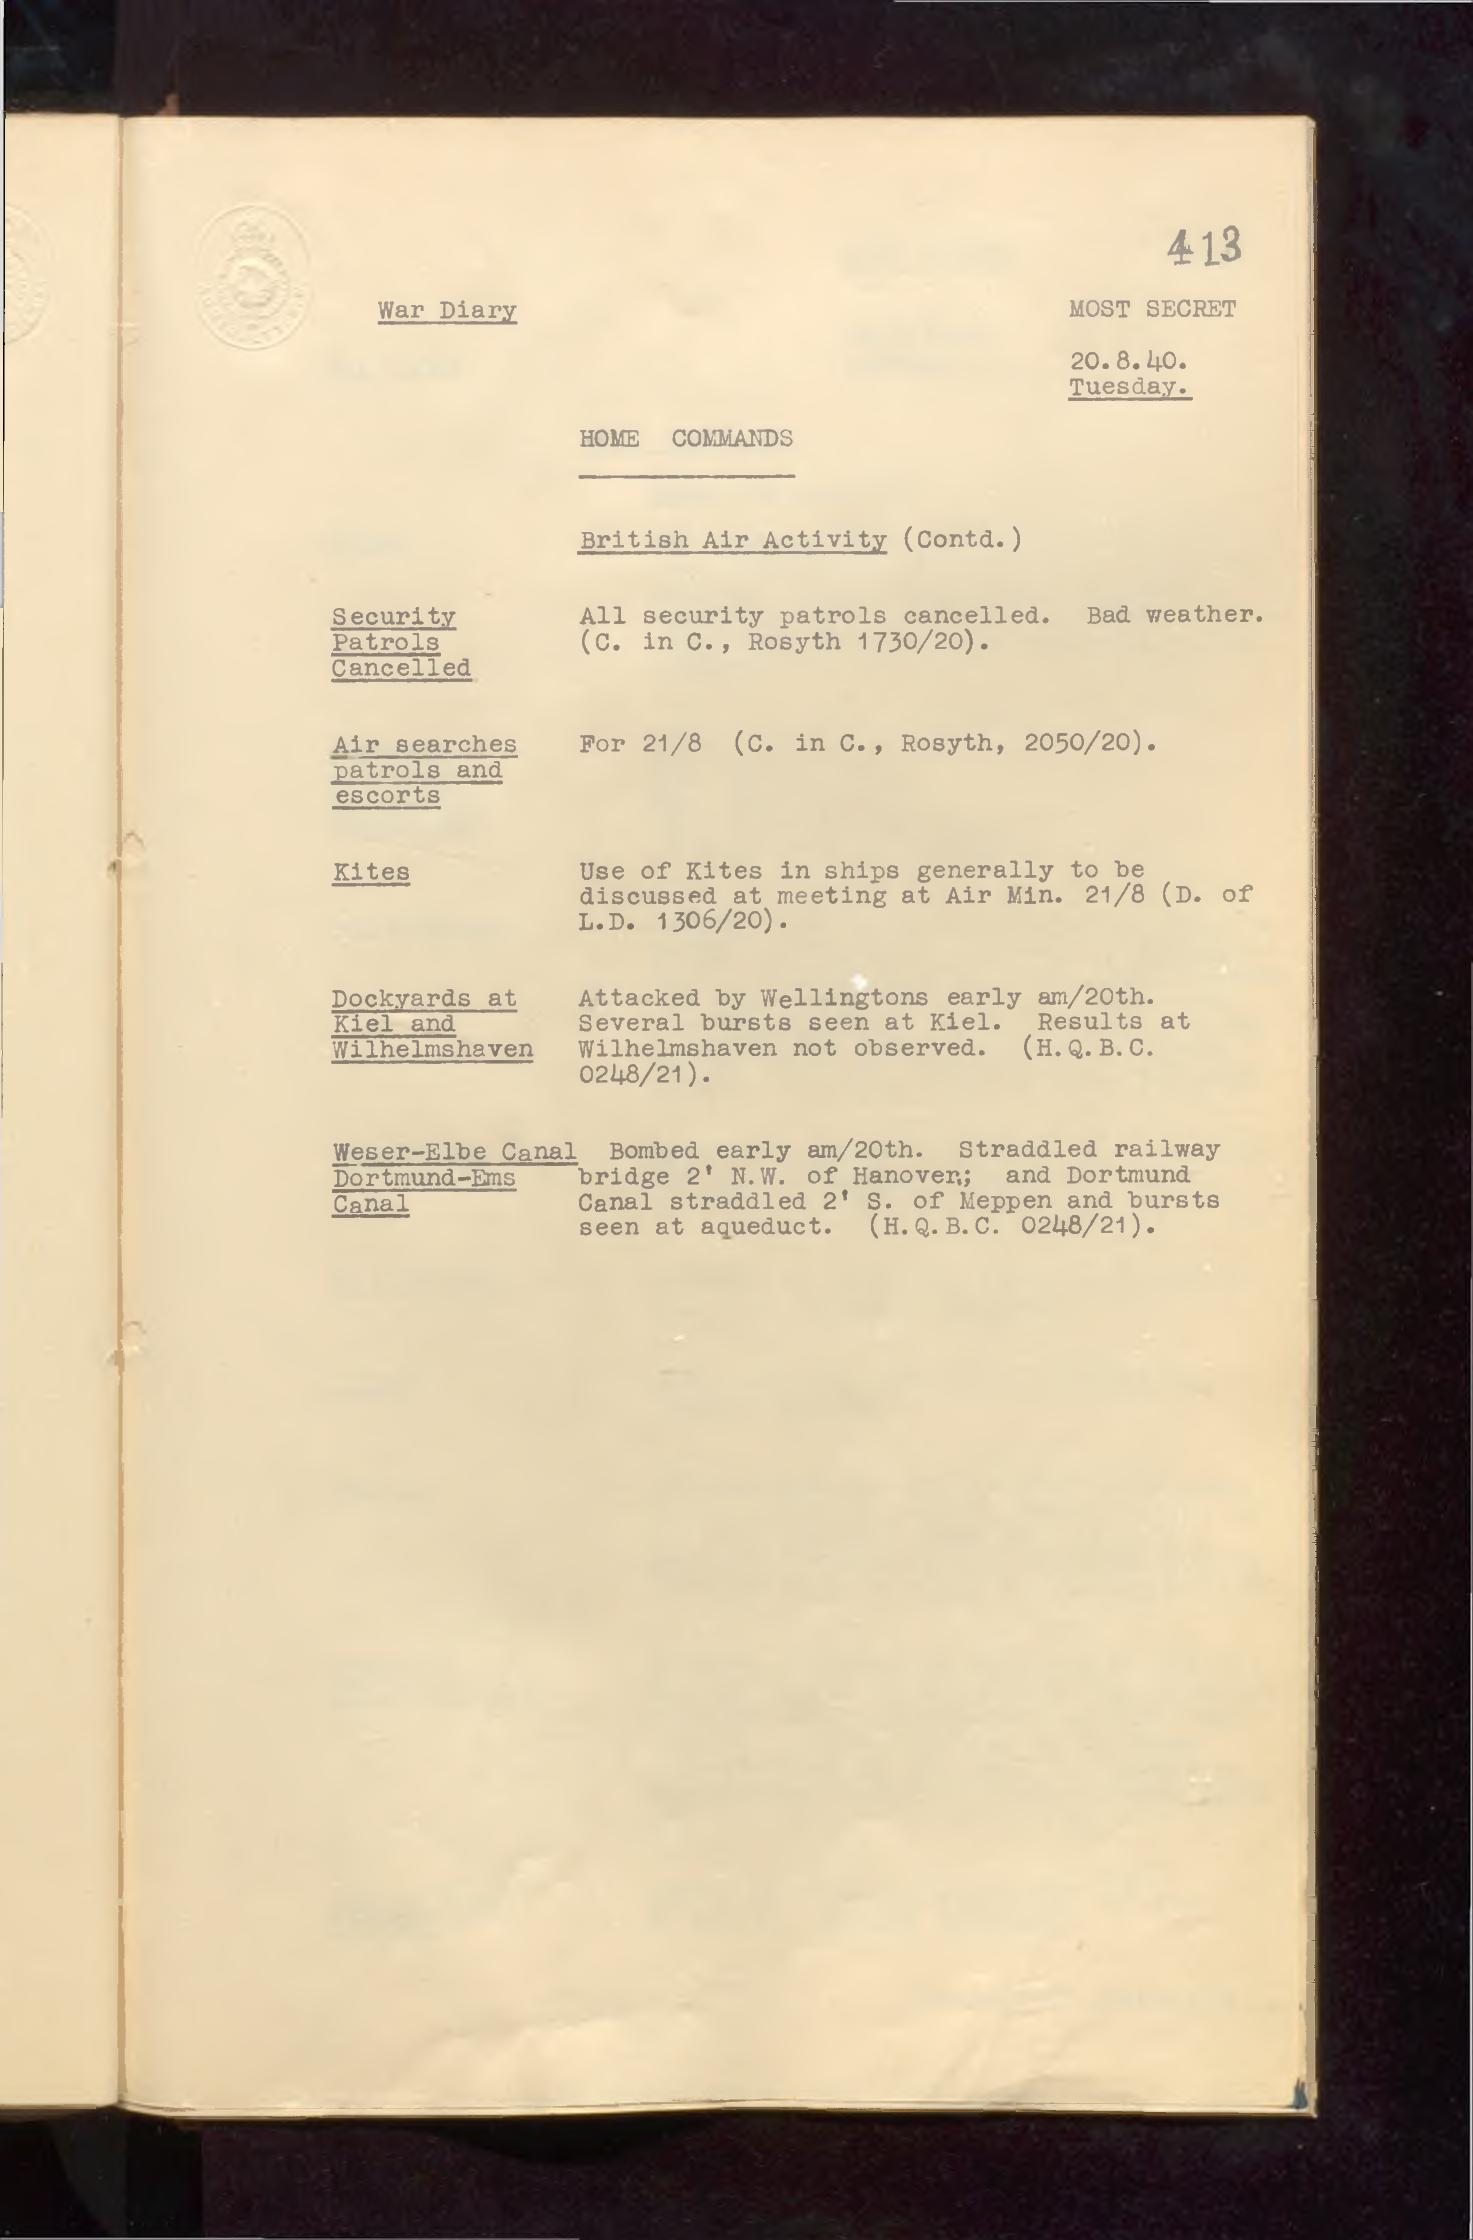 413
War Diary MOST SECRET
20.8.40.
Tuesday.
HOME COMMANDS
British Air Activity (Contd.)
Security All security patrols cancelled. Bad weather.
Patrols (C. in C., Rosyth 1730/20).
Cancelled
Air searches For 21/8 (C. in C., Rosyth, 2050/20).
patrols and
escorts
Kites Use of Kites in ships generally to be
discussed at meeting at Air Min. 21/8 (D. of
L.D. 1306/20).
Dockyards at Attacked by Wellingtons early am/20th.
Kiel and Several bursts seen at Kiel. Results at
Wilhelmshaven Wilhelmshaven not observed. (H.Q.B.C.
0248/21).
Weser-Elbe Canal Bombed early am/20th. Straddled railway
Dortmund-Ems bridge 2' N.W. of Hanover; and Dortmund
Canal Canal straddled 2' S. of Meppen and bursts
seen at aqueduct. (H.Q.B.C. 0248/21).